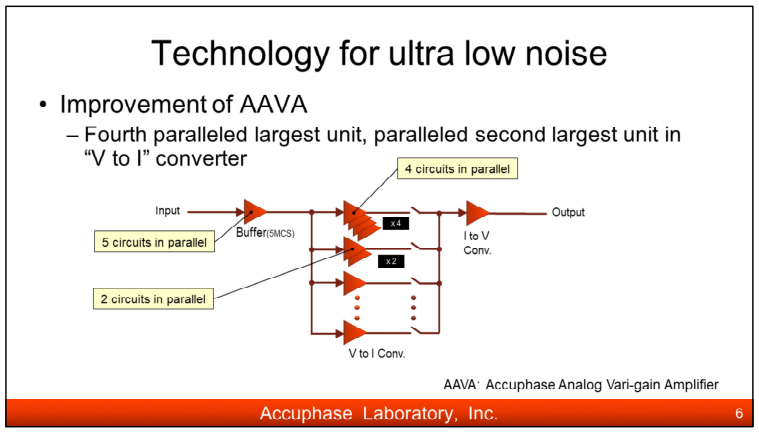 Technology for ultra low noise
• Improvement of AAVA
– Fourth paralleled largest unit, paralleled second largest unit in
“V to I” converter
4 circuits in parallel
Input
Output
x4
Buffer(5MCS)
I to V
Conv.
5 circuits in parallel
x2
2 circuits in parallel
V to I Conv.
AAVA: Accuphase Analog Vari-gain Amplifier
Accuphase Laboratory, Inc.
6